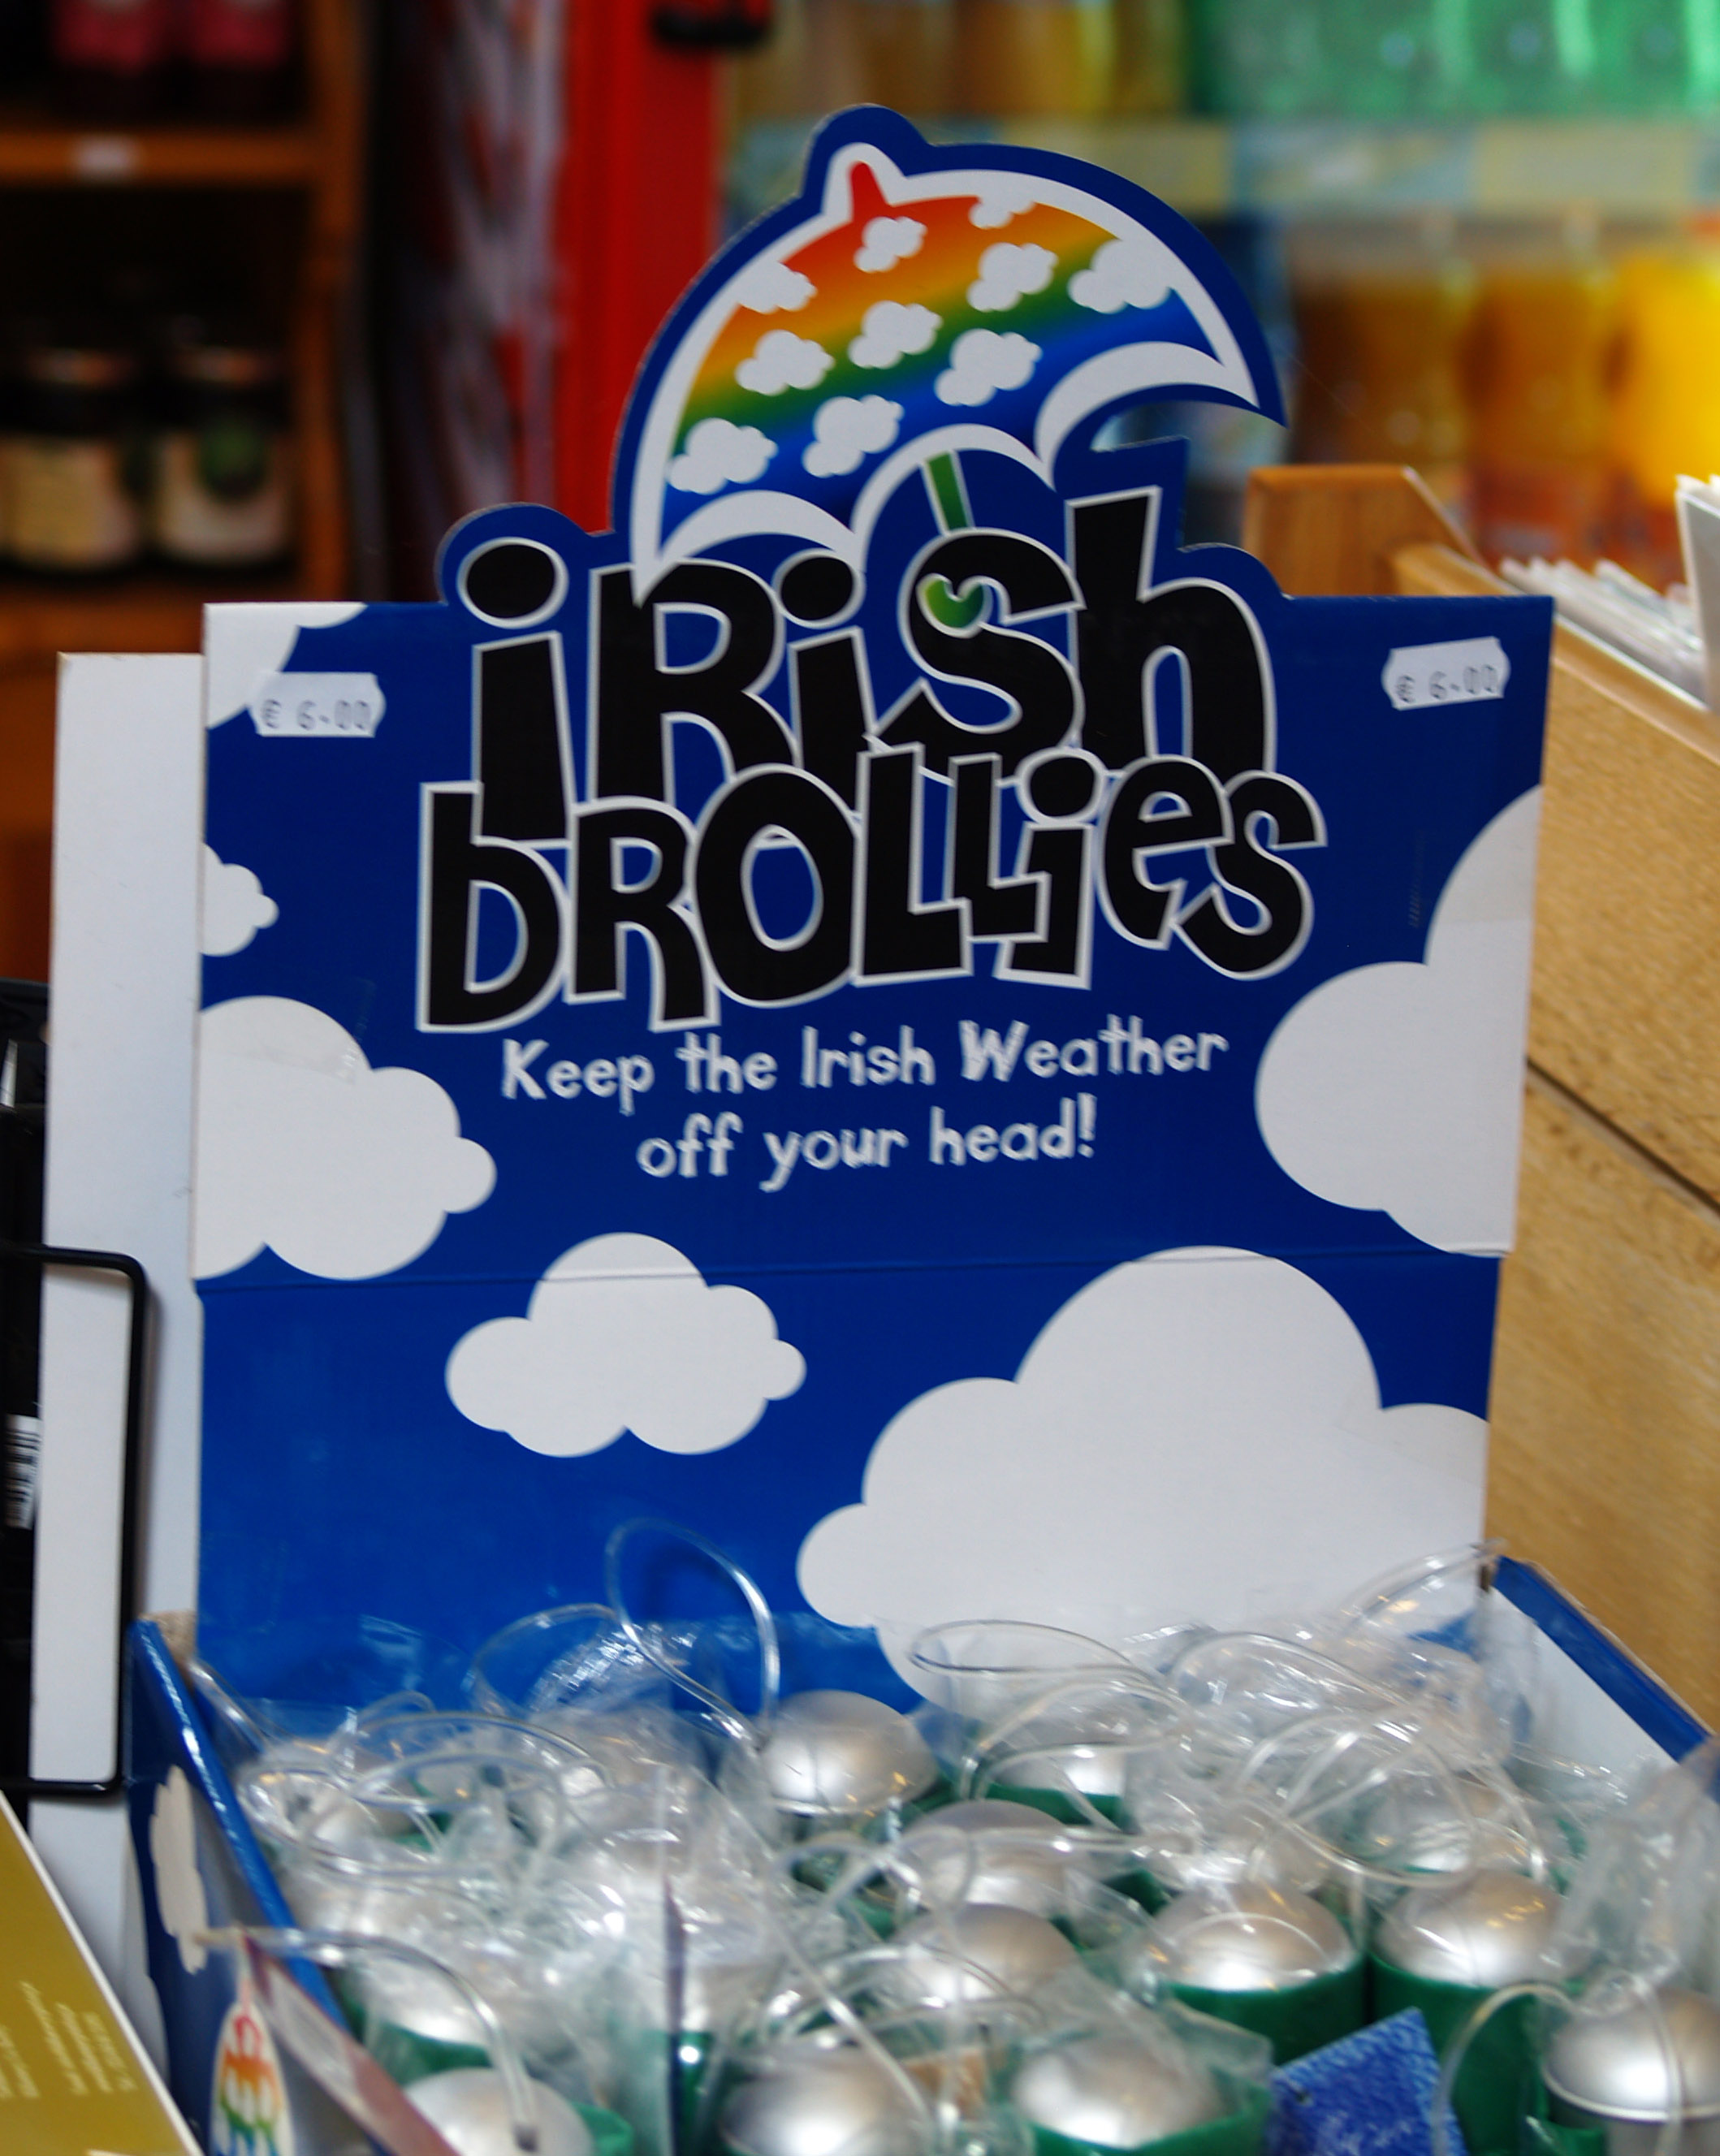 iRish
bROLLies
€ 6-00
€ 6-00
Keep the Irish Weather
off your head!